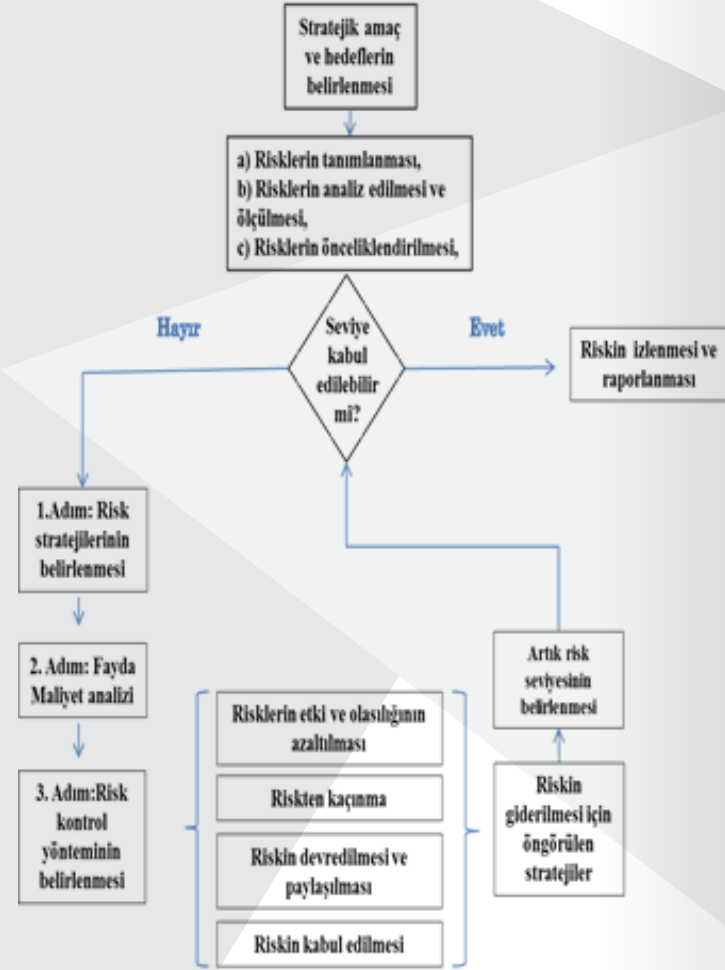 Stratejik amaç
ve hedeflerin
belirlenmesi
a) Risklerin tanımlanması,
b) Risklerin analiz edilmesi ve
ölçülmesi,
c) Risklerin önceliklendirilmesi,
Hayır
Seviye
kabul
edilebilir
mi?
Evet
Riskin izlenmesi ve
raporlanması
1.Adım: Risk
stratejilerinin
belirlenmesi
2. Adım: Fayda
Maliyet analizi
3. Adım:Risk
kontrol
yönteminin
belirlenmesi
Risklerin etki ve olasılığının
azaltılması
Riskten kaçınma
Riskin devredilmesi ve
paylaşılması
Riskin kabul edilmesi
Riskin
giderilmesi için
öngörülen
stratejiler
Artık risk
seviyesinin
belirlenmesi